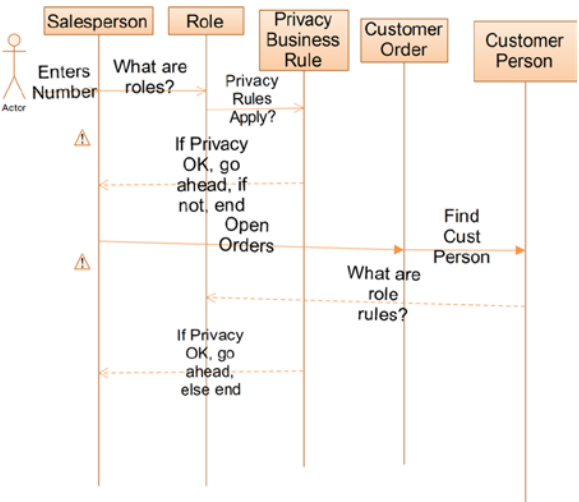 Salesperson
Role
Privacy
Business
Rule
Customer
Order
Customer
Person
Actor
Enters
Number
What are
roles?
Privacy
Rules
Apply?
If Privacy
OK, go
ahead, if
not, end
Open
Orders
Find
Cust
Person
What are
role
rules?
If Privacy
OK, go
ahead,
else end